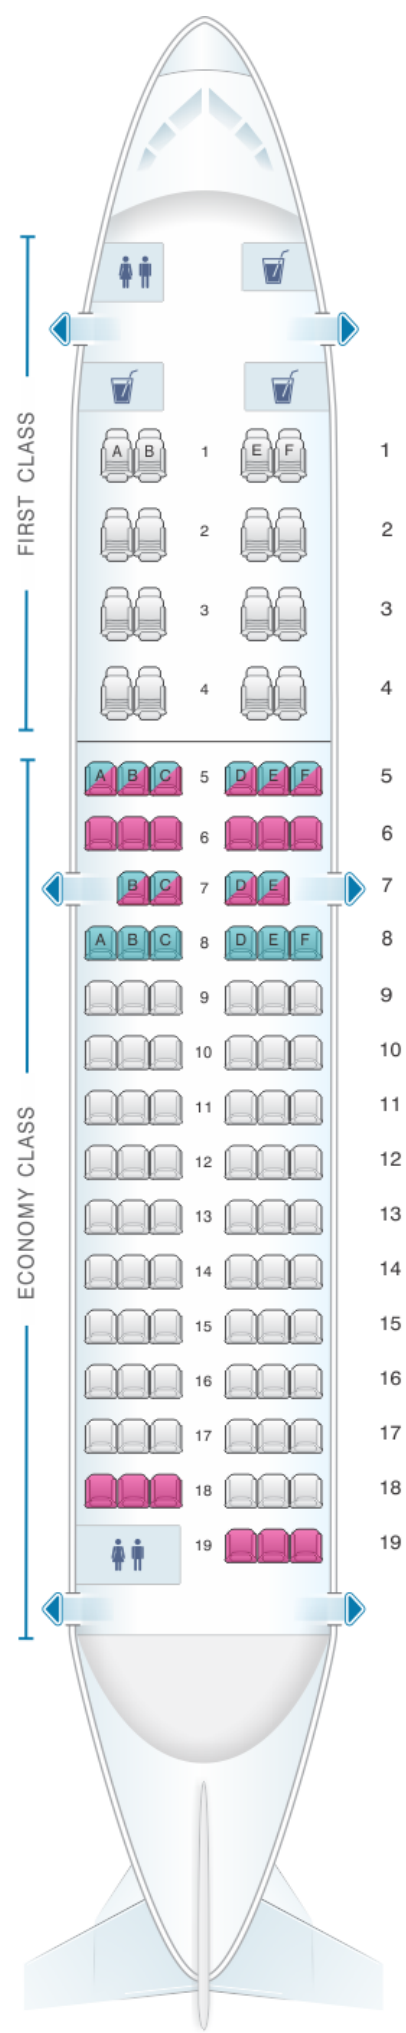 FIRST CLASS
A B 1 E F 1
2 2
3 3
4 4
ECONOMY CLASS
A B C 5 D E F 5
6 6
B C 7 D E 7
A B C 8 D E F 8
9 9
10 10
11 11
12 12
13 13
14 14
15 15
16 16
17 17
18 18
19 19